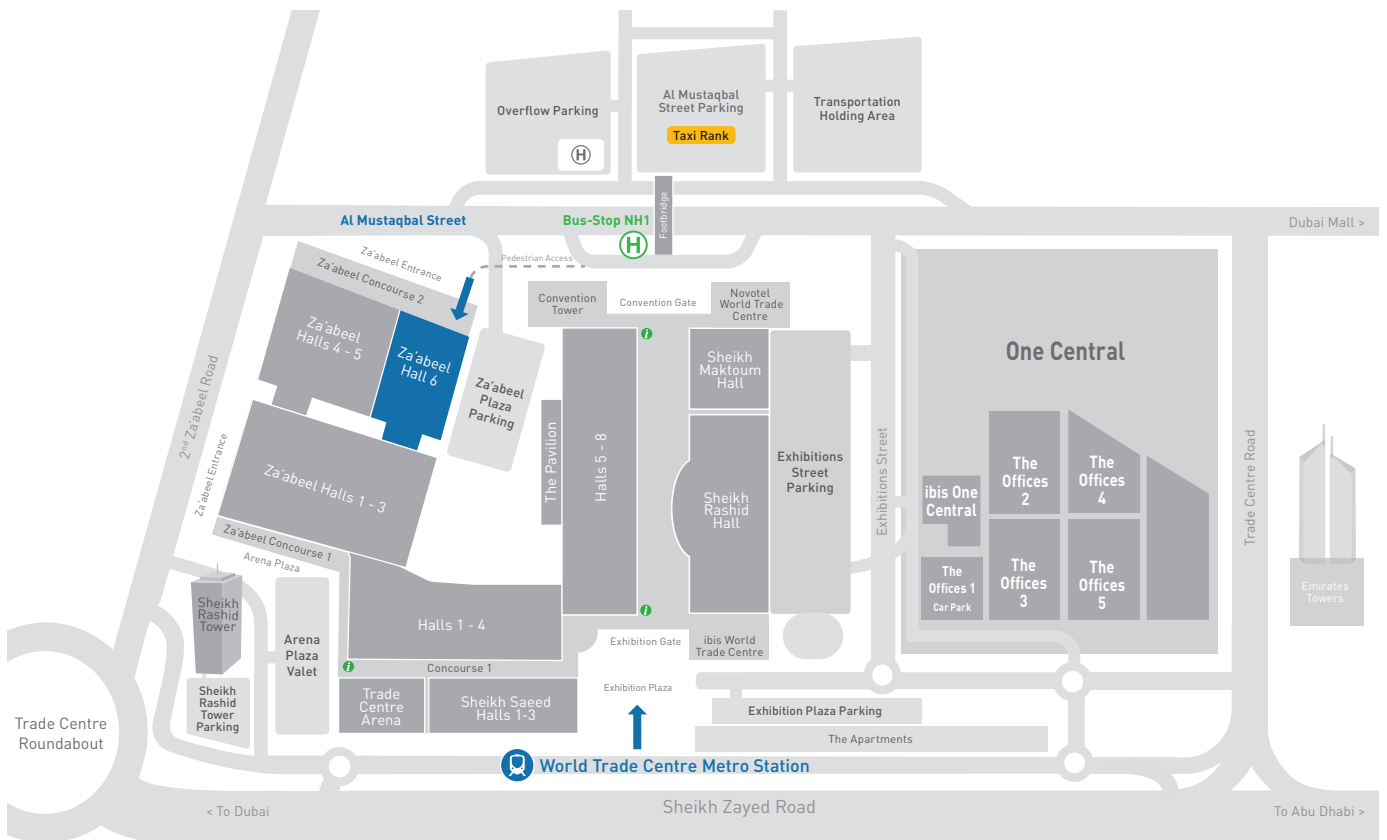 Overflow Parking
H
Al Mustaqbal
Street Parking
Taxi Rank
Transportation
Holding Area
Al Mustaqbal Street
Bus-Stop NH1
H
Footbridge
Dubai Mall >
Za'abeel Entrance
Pedestrian Access
Za'abeel Concourse 2
Convention
Tower
Convention Gate
Novotel
World Trade
Centre
Za'abeel
Halls 4 - 5
Za'abeel
Hall 6
Za'abeel
Plaza
Parking
i
Sheikh
Maktoum
Hall
One Central
2nd Za'abeel Road
Za'abeel Entrance
Za'abeel Halls 1 - 3
The Pavilion
Halls 5 - 8
Sheikh
Rashid
Hall
Exhibitions
Street
Parking
Exhibitions Street
ibis One
Central
The
Offices
2
The
Offices
4
The
Offices 1
Car Park
The
Offices
3
The
Offices
5
Trade Centre Road
Emirates
Towers
Za'abeel Concourse 1
Arena Plaza
Sheikh
Rashid
Tower
Arena
Plaza
Valet
Halls 1 - 4
i
Exhibition Gate
ibis World
Trade Centre
i
Concourse 1
Sheikh
Rashid
Tower
Parking
Trade
Centre
Arena
Sheikh Saeed
Halls 1-3
Exhibition Plaza
Exhibition Plaza Parking
The Apartments
Trade Centre
Roundabout
World Trade Centre Metro Station
< To Dubai
Sheikh Zayed Road
To Abu Dhabi >